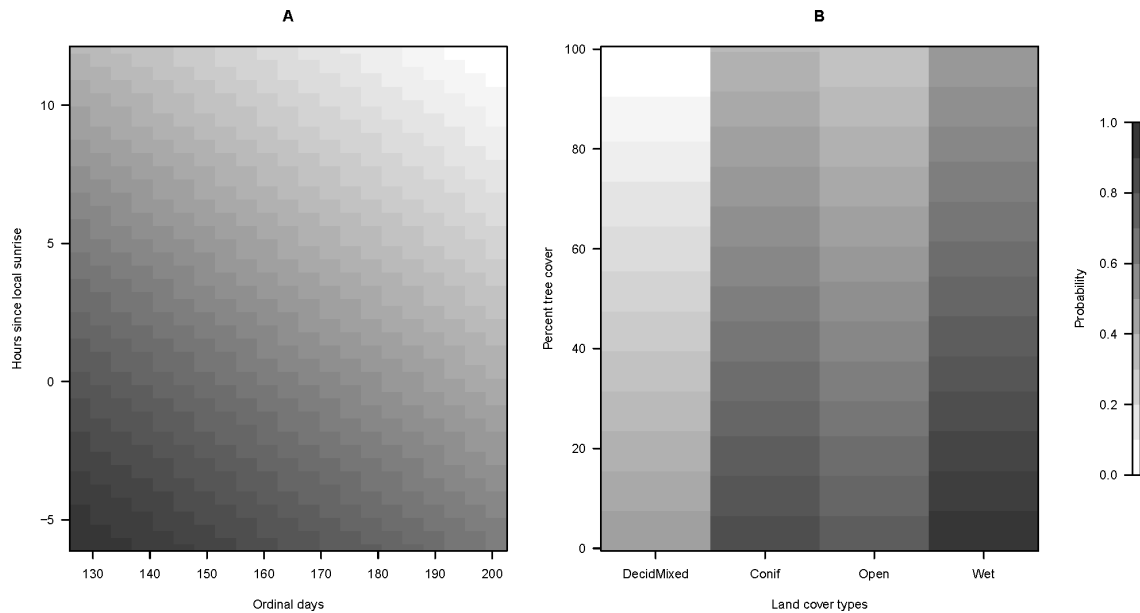 A
Hours since local sunrise
10
5
0
−5
130 140 150 160 170 180 190 200
Ordinal days
B
Percent tree cover
100
80
60
40
20
0
DecidMixed Conif Open Wet
Land cover types
Probability
1.0
0.8
0.6
0.4
0.2
0.0